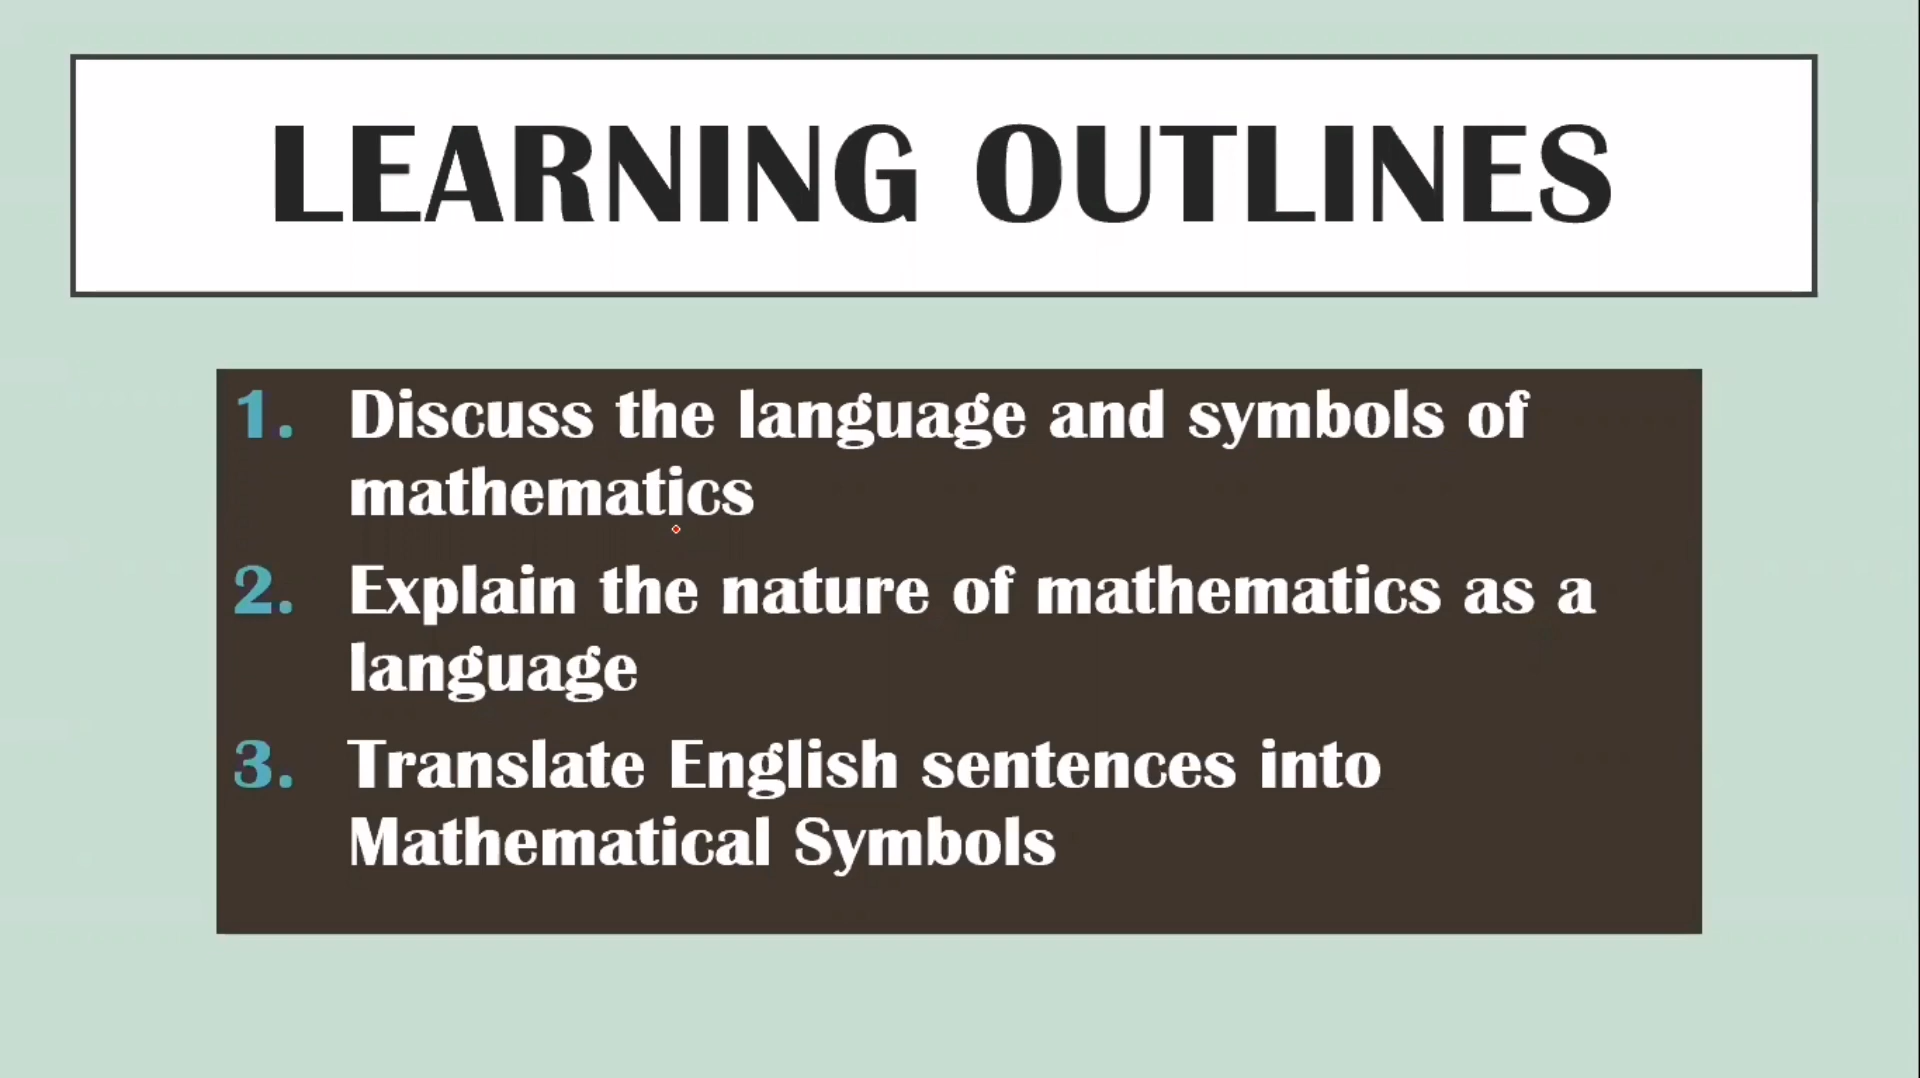 LEARNING OUTLINES
1. Discuss the language and symbols of
mathematics
2. Explain the nature of mathematics as a
language
3. Translate English sentences into
Mathematical Symbols